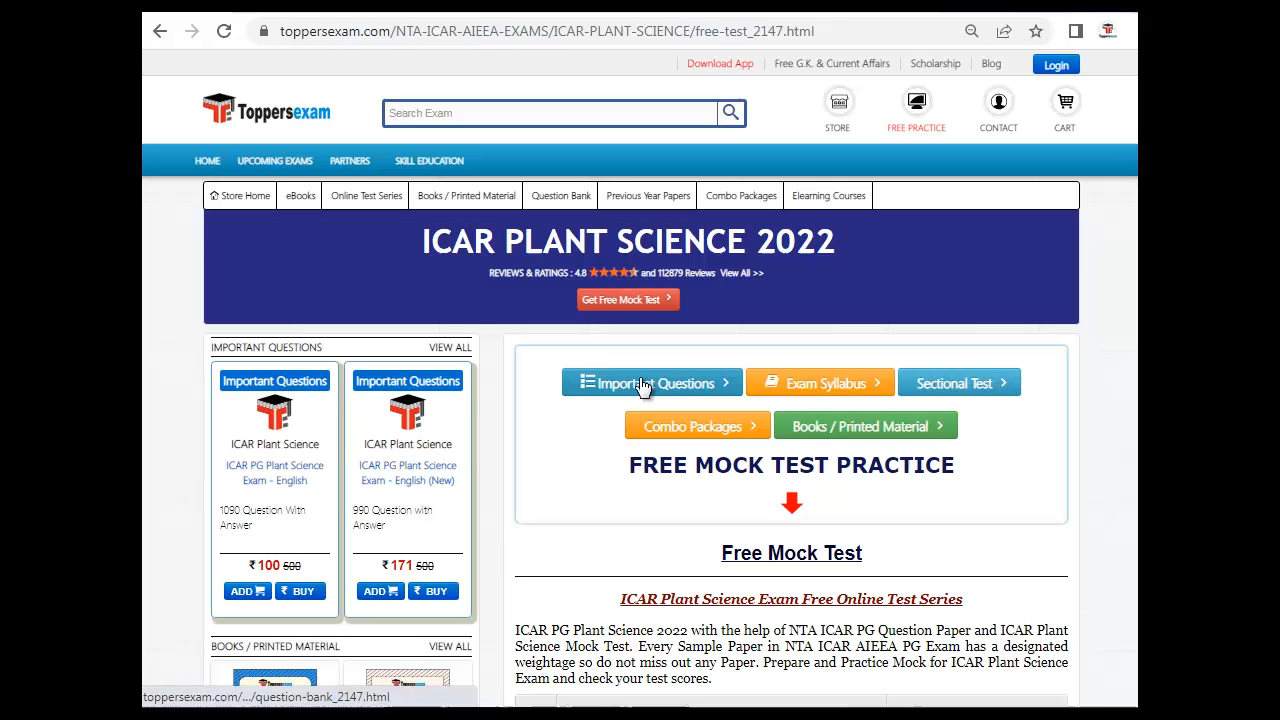 toppersexam.com/NTA-ICAR-AIEEA-EXAMS/ICAR-PLANT-SCIENCE/free-test_2147.html
Download App
Free G.K. & Current Affairs
Scholarship
Blog
Login
Toppersexam
Search Exam
STORE
FREE PRACTICE
CONTACT
CART
HOME
UPCOMING EXAMS
PARTNERS
SKILL EDUCATION
Store Home
eBooks
Online Test Series
Books / Printed Material
Question Bank
Previous Year Papers
Combo Packages
Elearning Courses
ICAR PLANT SCIENCE 2022
REVIEWS & RATINGS : 4.8 and 112879 Reviews View All >>
Get Free Mock Test
IMPORTANT QUESTIONS VIEW ALL
Important Questions
ICAR Plant Science
ICAR PG Plant Science
Exam - English
1090 Question With
Answer
₹ 100 500
ADD
₹ BUY
Important Questions
ICAR Plant Science
ICAR PG Plant Science
Exam - English (New)
990 Question with
Answer
₹ 171 500
ADD
₹ BUY
BOOKS / PRINTED MATERIAL VIEW ALL
Important Questions
Exam Syllabus
Sectional Test
Combo Packages
Books / Printed Material
FREE MOCK TEST PRACTICE
Free Mock Test
ICAR Plant Science Exam Free Online Test Series
ICAR PG Plant Science 2022 with the help of NTA ICAR PG Question Paper and ICAR Plant
Science Mock Test. Every Sample Paper in NTA ICAR AIEEA PG Exam has a designated
weightage so do not miss out any Paper. Prepare and Practice Mock for ICAR Plant Science
Exam and check your test scores.
toppersexam.com/.../question-bank_2147.html